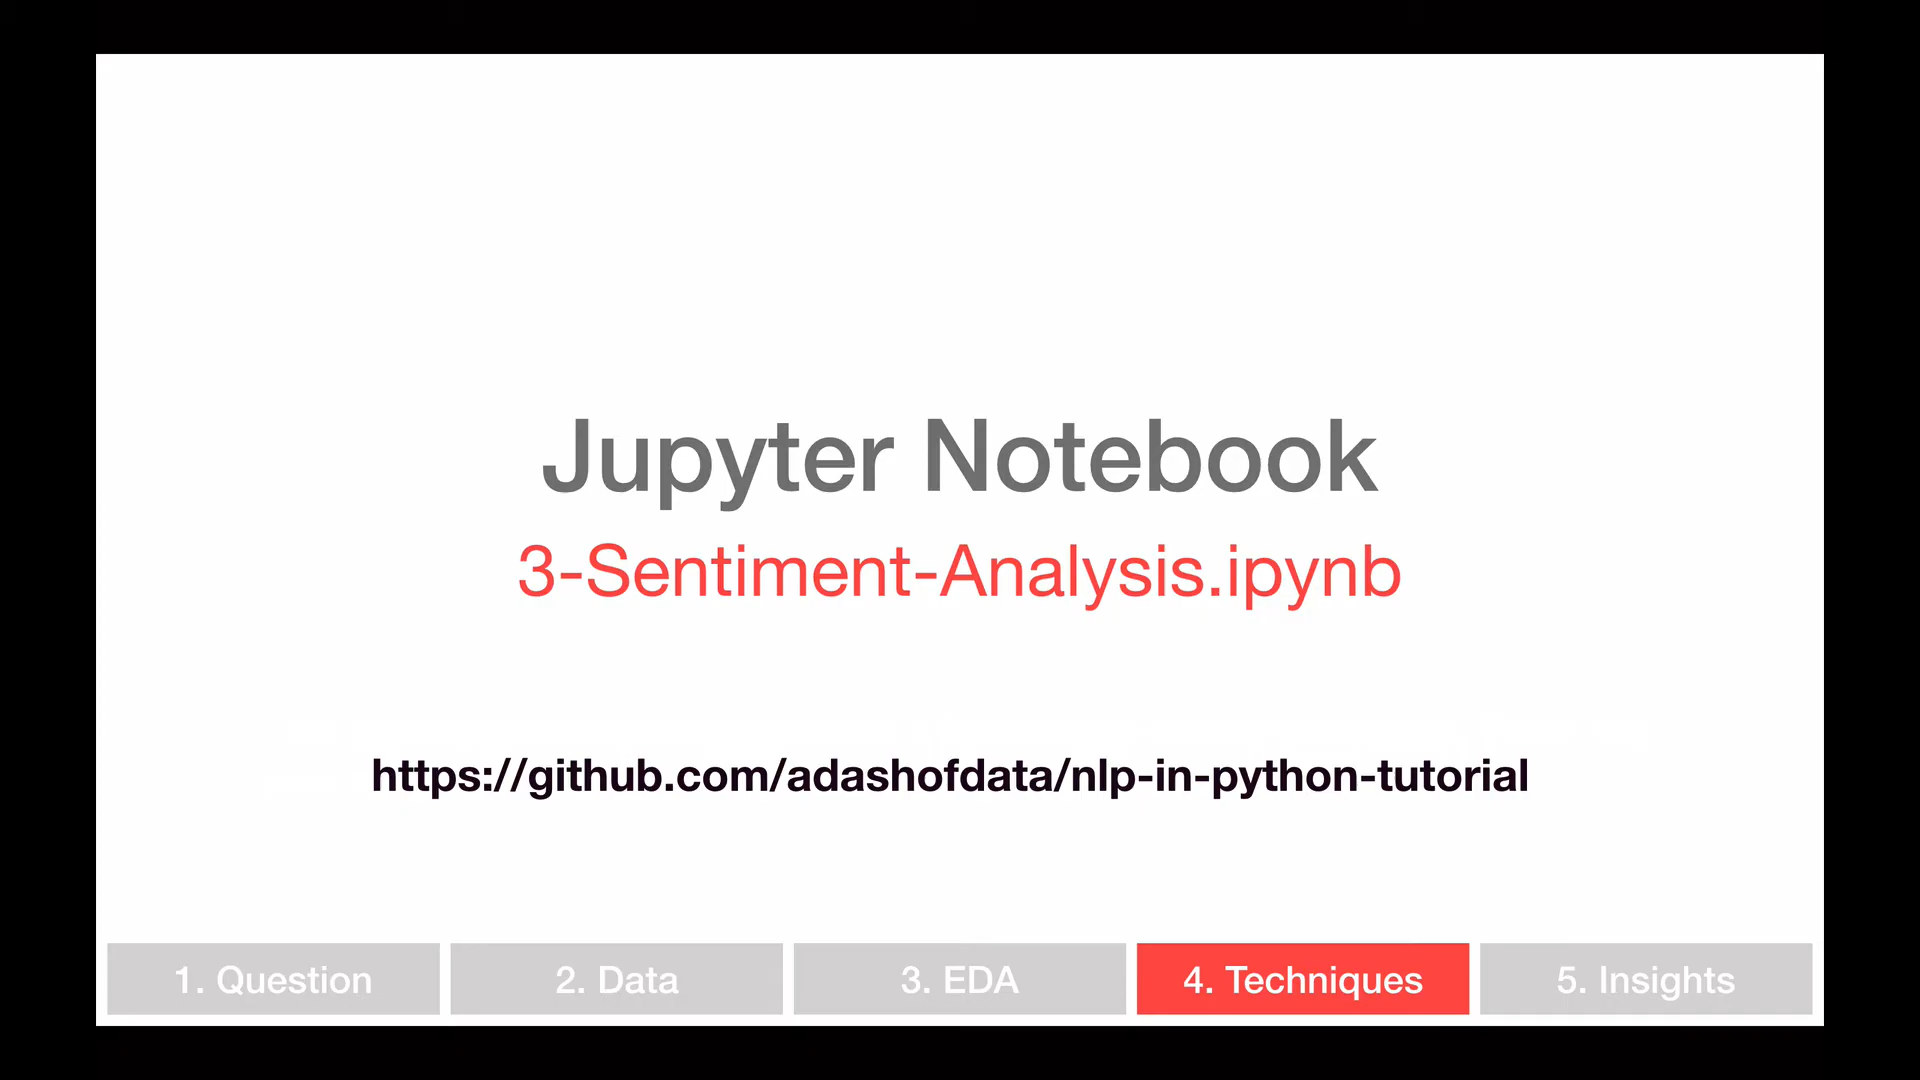 Jupyter Notebook
3-Sentiment-Analysis.ipynb
https://github.com/adashofdata/nlp-in-python-tutorial
1. Question
2. Data
3. EDA
4. Techniques
5. Insights